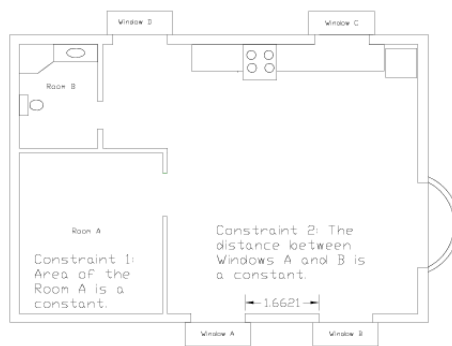 Window D
Window C
Room B
Room A
Constraint 1:
Area of the
Room A is a
constant.
Constraint 2: The
distance between
Windows A and B is
a constant.
1.6621
Window A
Window B